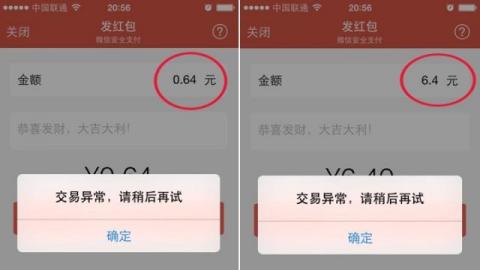 中国联通
20:56
关闭
发红包
微信安全支付
?
金额
0.64 元
恭喜发财，大吉大利！
¥0.64
交易异常，请稍后再试
确定
中国联通
20:56
关闭
发红包
微信安全支付
?
金额
6.4 元
恭喜发财，大吉大利！
¥6.40
交易异常，请稍后再试
确定